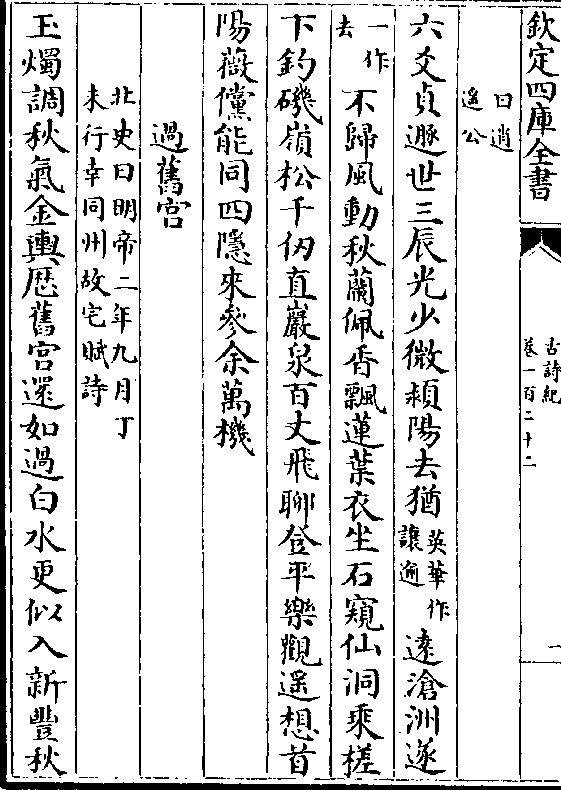 欽定四庫全書
古詩紀
卷一百二十二
一
曰逍
遙公
六爻貞遯世三辰光少微頴陽去猶英華作讓逾遠滄洲遂
一作去不歸風動秋蘭佩香飄蓮葉衣坐石窺仙洞乘槎
下釣磯嶺松千仞直巖泉百丈飛聊登平樂觀遥想首
陽薇儻能同四隱來參余萬機
過舊宫
北史曰明帝二年九月丁
未行幸同州故宅賦詩
玉燭調秋氣金輿歴舊宫還如過白水更似入新豐秋